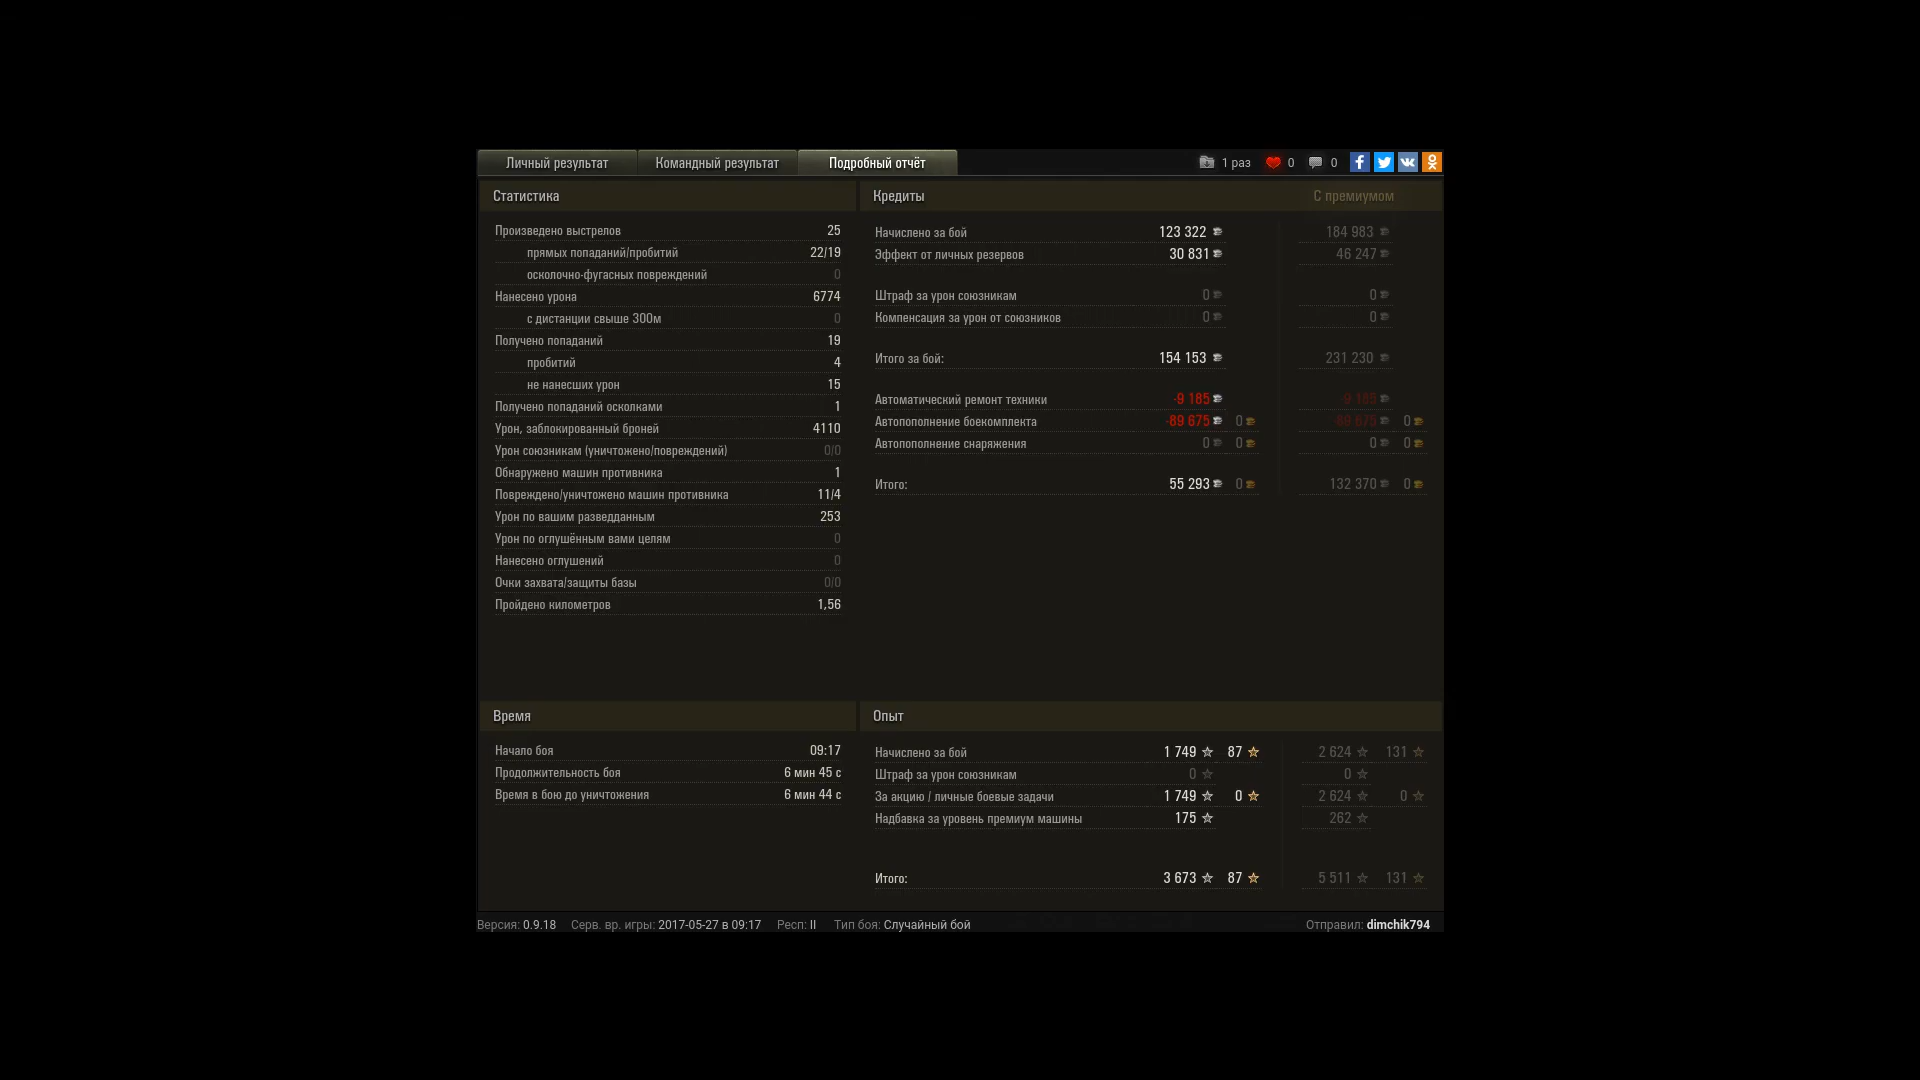 Личный результат Командный результат Подробный отчёт 1 раз 0 0
Статистика
Произведено выстрелов 25
прямых попаданий/пробитий 22/19
осколочно-фугасных повреждений 0
Нанесено урона 6774
с дистанции свыше 300м 0
Получено попаданий 19
пробитий 4
не нанесших урон 15
Получено попаданий осколками 1
Урон, заблокированный броней 4110
Урон союзникам (уничтожено/повреждений) 0/0
Обнаружено машин противника 1
Повреждено/уничтожено машин противника 11/4
Урон по вашим разведданным 253
Урон по оглушённым вами целям 0
Нанесено оглушений 0
Очки захвата/защиты базы 0/0
Пройдено километров 1,56
Кредиты С премиумом
Начислено за бой 123 322 184 983
Эффект от личных резервов 30 831 46 247
Штраф за урон союзникам 0 0
Компенсация за урон от союзников 0 0
Итого за бой: 154 153 231 230
Автоматический ремонт техники -9 185 -9 185
Автопополнение боекомплекта -89 675 0 -89 675 0
Автопополнение снаряжения 0 0 0 0
Итого: 55 293 0 132 370 0
Время
Начало боя 09:17
Продолжительность боя 6 мин 45 с
Время в бою до уничтожения 6 мин 44 с
Опыт
Начислено за бой 1 749 87 2 624 131
Штраф за урон союзникам 0 0
За акцию / личные боевые задачи 1 749 0 2 624 0
Надбавка за уровень премиум машины 175 262
Итого: 3 673 87 5 511 131
Версия: 0.9.18 Серв. вр. игры: 2017-05-27 в 09:17 Респ: II Тип боя: Случайный бой Отправил: dimchik794